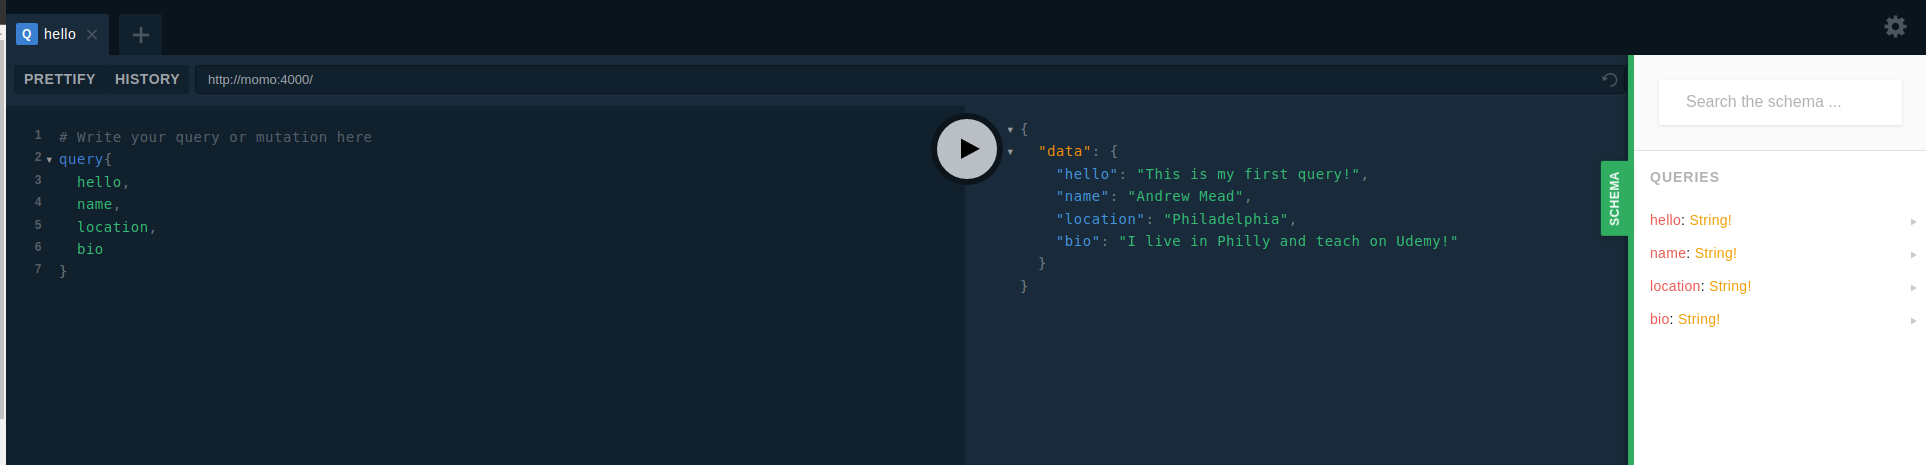 Q hello
PRETTIFY HISTORY http://momo:4000/
1 # Write your query or mutation here
2 query{
3 hello,
4 name,
5 location,
6 bio
7 }
{
"data": {
"hello": "This is my first query!",
"name": "Andrew Mead",
"location": "Philadelphia",
"bio": "I live in Philly and teach on Udemy!"
}
}
SCHEMA
Search the schema ...
QUERIES
hello: String!
name: String!
location: String!
bio: String!